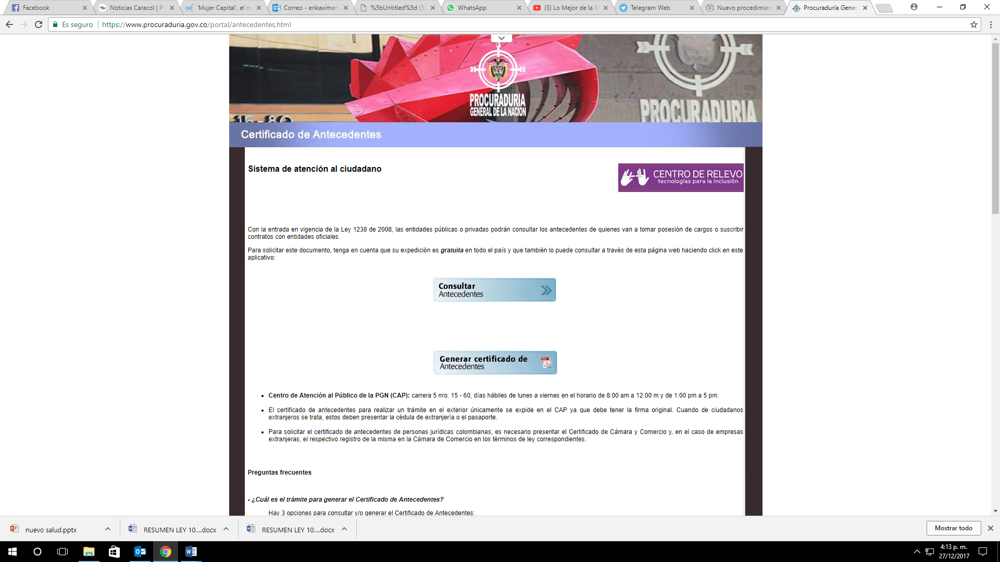 Facebook
Noticias Caracol | Pr
'Mujer Capital', el nu
Correo - erikaximen
%5bUntitled%5d (3)
WhatsApp
(3) Lo Mejor de la M
Telegram Web
Nuevo procedimien
Procuraduría Gener
Es seguro
https://www.procuraduria.gov.co/portal/antecedentes.html
PROCURADURIA
GENERAL DE LA NACION
PROCURADURIA
15-80
Certificado de Antecedentes
Sistema de atención al ciudadano
CENTRO DE RELEVO
tecnologías para la inclusión
Con la entrada en vigencia de la Ley 1238 de 2008, las entidades públicas o privadas podrán consultar los antecedentes de quienes van a tomar posesión de cargos o suscribir
contratos con entidades oficiales.
Para solicitar este documento, tenga en cuenta que su expedición es gratuita en todo el país y que también lo puede consultar a través de esta página web haciendo click en este
aplicativo:
Consultar
Antecedentes
Generar certificado de
Antecedentes
• Centro de Atención al Público de la PGN (CAP): carrera 5 nro. 15 - 60, días hábiles de lunes a viernes en el horario de 8:00 am a 12:00 m y de 1:00 pm a 5 pm.
• El certificado de antecedentes para realizar un trámite en el exterior únicamente se expide en el CAP ya que debe tener la firma original. Cuando de ciudadanos
extranjeros se trata, estos deben presentar la cédula de extranjería o el pasaporte.
• Para solicitar el certificado de antecedentes de personas jurídicas colombianas, es necesario presentar el Certificado de Cámara y Comercio y, en el caso de empresas
extranjeras, el respectivo registro de la misma en la Cámara de Comercio en los términos de ley correspondientes.
Preguntas frecuentes
- ¿Cuál es el trámite para generar el Certificado de Antecedentes?
Hay 3 opciones para consultar y/o generar el Certificado de Antecedentes:
nuevo salud.pptx
RESUMEN LEY 10....docx
RESUMEN LEY 10....docx
Mostrar todo
4:13 p. m.
27/12/2017